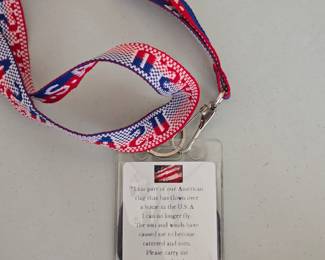 USA
"I am part of our American
flag that has flown over
a home in the U.S.A
I can no longer fly.
The sun and winds have
caused me to become
tattered and torn.
Please carry me